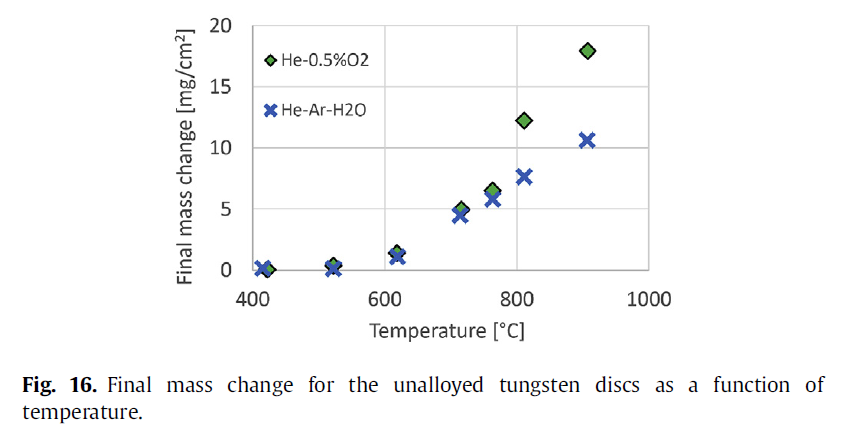 20
15
10
5
0
Final mass change [mg/cm²]
He-0.5%O2
He-Ar-H2O
400 600 800 1000
Temperature [°C]
Fig. 16. Final mass change for the unalloyed tungsten discs as a function of
temperature.